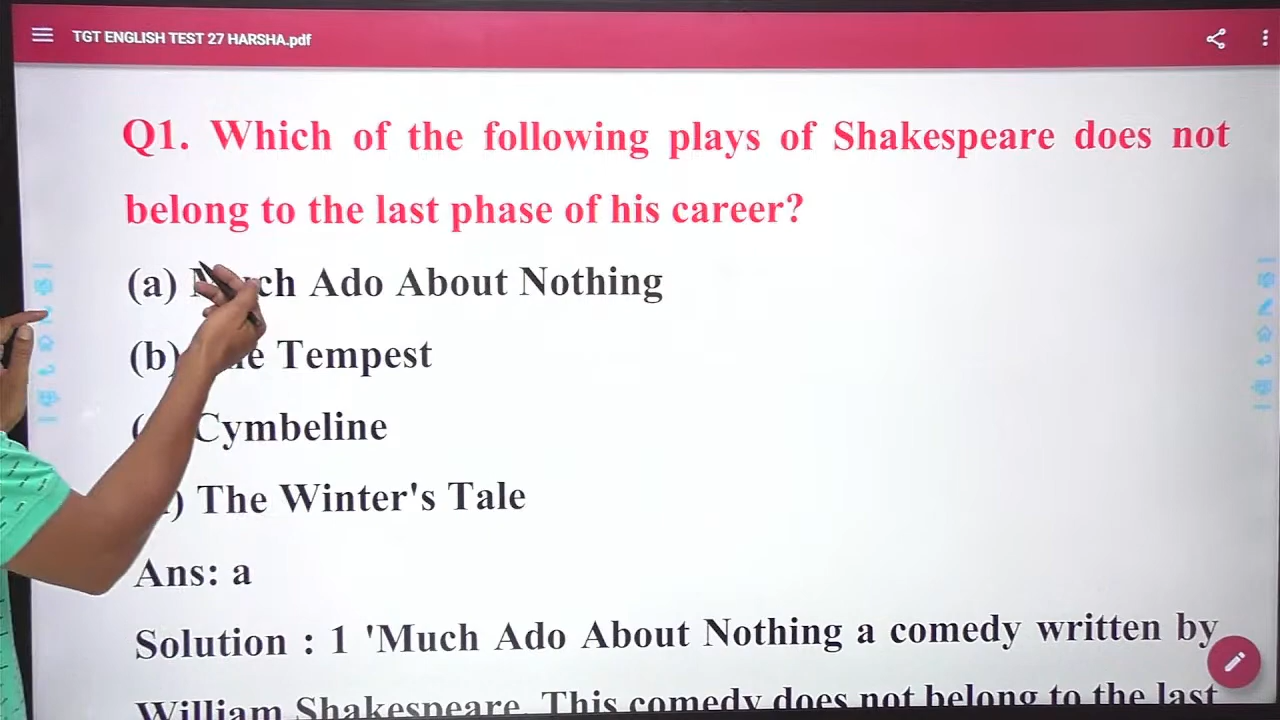 TGT ENGLISH TEST 27 HARSHA.pdf
Q1. Which of the following plays of Shakespeare does not
belong to the last phase of his career?
(a) Much Ado About Nothing
(b) The Tempest
Cymbeline
) The Winter's Tale
Ans: a
Solution : 1 'Much Ado About Nothing a comedy written by
William Shakespeare. This comedy does not belong to the last